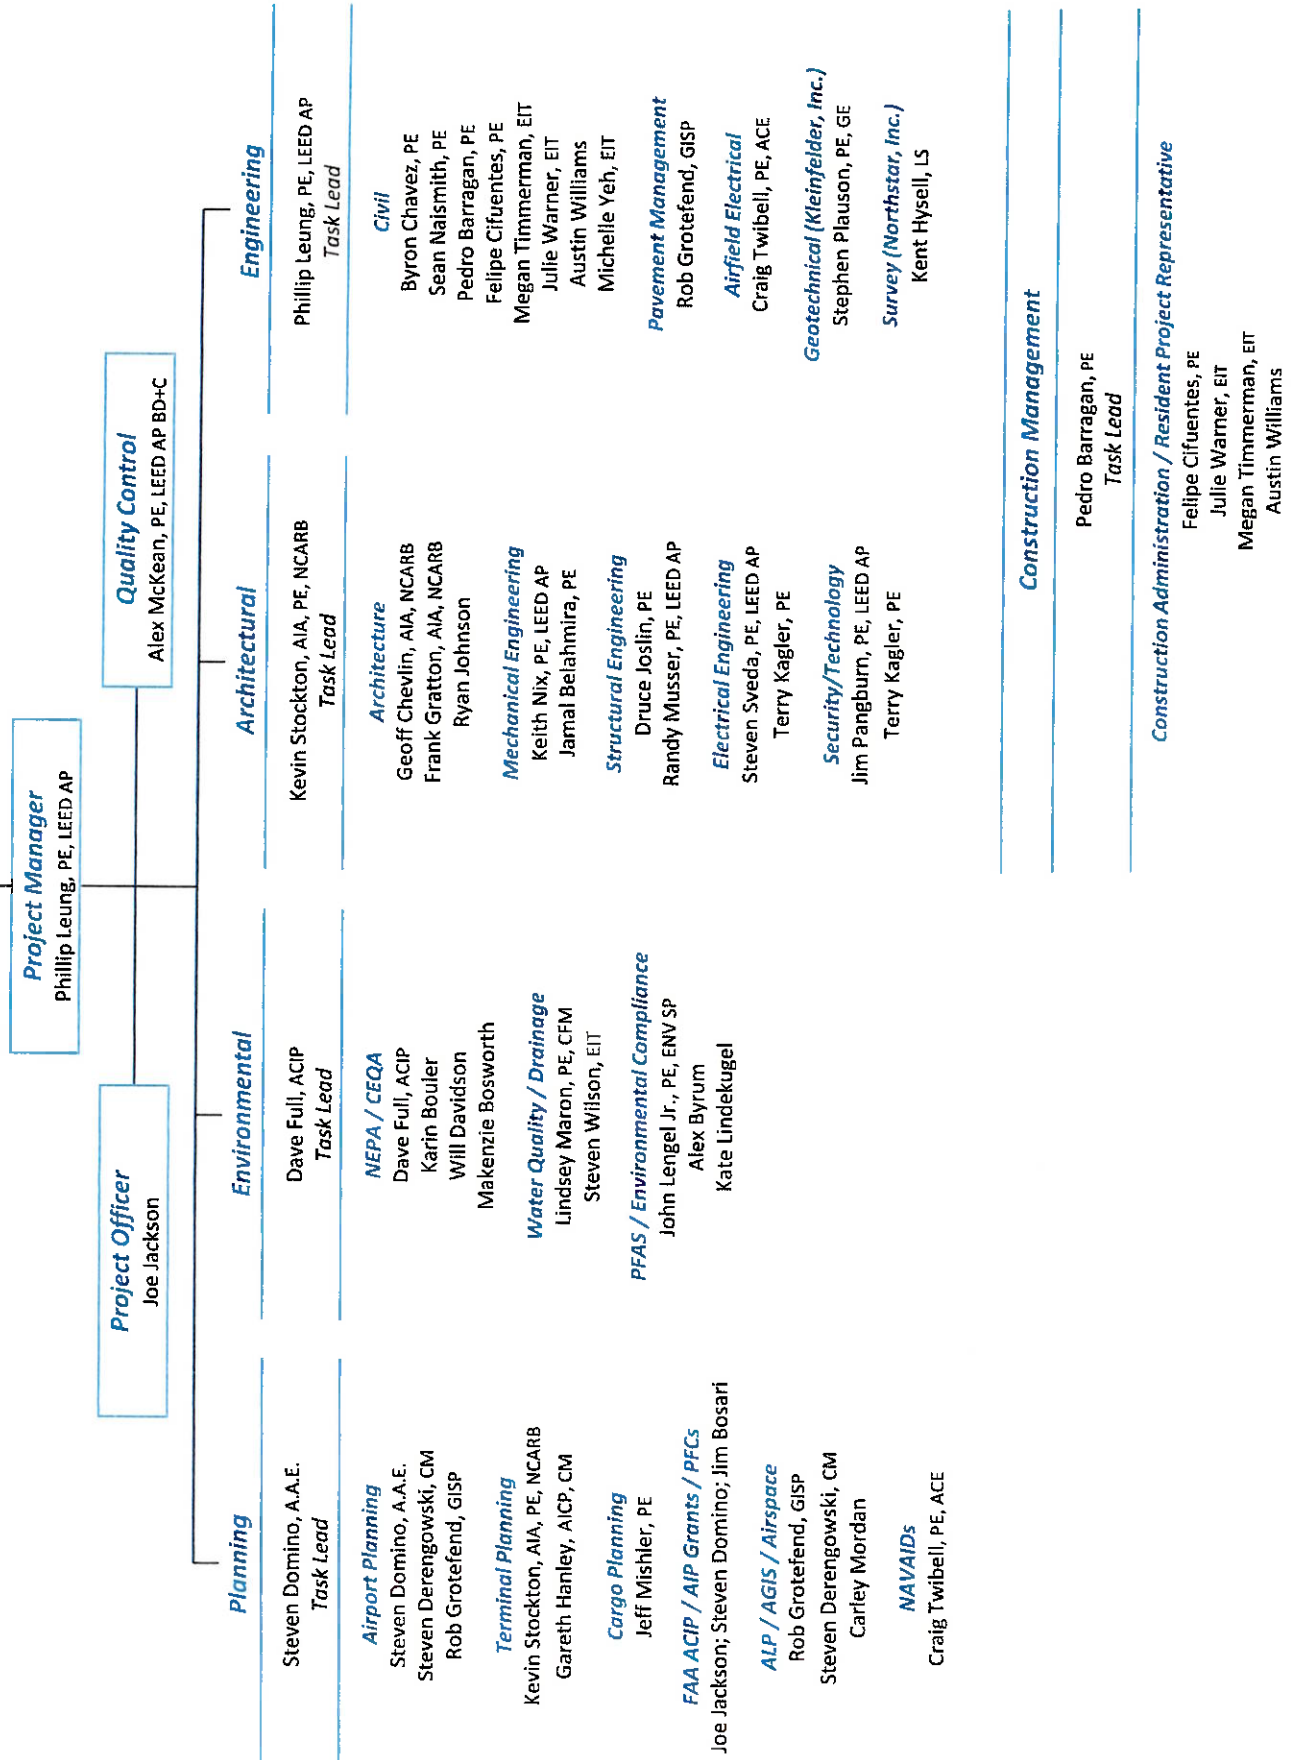 Project Manager
Phillip Leung, PE, LEED AP
Project Officer
Joe Jackson
Quality Control
Alex McKean, PE, LEED AP BD+C
Planning
Steven Domino, A.A.E.
Task Lead
Airport Planning
Steven Domino, A.A.E.
Steven Derengowski, CM
Rob Grotefend, GISP
Terminal Planning
Kevin Stockton, AIA, PE, NCARB
Gareth Hanley, AICP, CM
Cargo Planning
Jeff Mishler, PE
FAA ACIP / AIP Grants / PFCs
Joe Jackson; Steven Domino; Jim Bosari
ALP / AGIS / Airspace
Rob Grotefend, GISP
Steven Derengowski, CM
Carley Mordan
NAVAIDs
Craig Twibell, PE, ACE
Environmental
Dave Full, ACIP
Task Lead
NEPA / CEQA
Dave Full, ACIP
Karin Bouler
Will Davidson
Makenzie Bosworth
Water Quality / Drainage
Lindsey Maron, PE, CFM
Steven Wilson, EIT
PFAS / Environmental Compliance
John Lengel Jr., PE, ENV SP
Alex Byrum
Kate Lindekugel
Architectural
Kevin Stockton, AIA, PE, NCARB
Task Lead
Architecture
Geoff Chevlin, AIA, NCARB
Frank Gratton, AIA, NCARB
Ryan Johnson
Mechanical Engineering
Keith Nix, PE, LEED AP
Jamal Belahmira, PE
Structural Engineering
Druce Joslin, PE
Randy Musser, PE, LEED AP
Electrical Engineering
Steven Sveda, PE, LEED AP
Terry Kagler, PE
Security/Technology
Jim Pangburn, PE, LEED AP
Terry Kagler, PE
Engineering
Phillip Leung, PE, LEED AP
Task Lead
Civil
Byron Chavez, PE
Sean Naismith, PE
Pedro Barragan, PE
Felipe Cifuentes, PE
Megan Timmerman, EIT
Julie Warner, EIT
Austin Williams
Michelle Yeh, EIT
Pavement Management
Rob Grotefend, GISP
Airfield Electrical
Craig Twibell, PE, ACE
Geotechnical (Kleinfelder, Inc.)
Stephen Plauson, PE, GE
Survey (Northstar, Inc.)
Kent Hysell, LS
Construction Management
Pedro Barragan, PE
Task Lead
Construction Administration / Resident Project Representative
Felipe Cifuentes, PE
Julie Warner, EIT
Megan Timmerman, EIT
Austin Williams